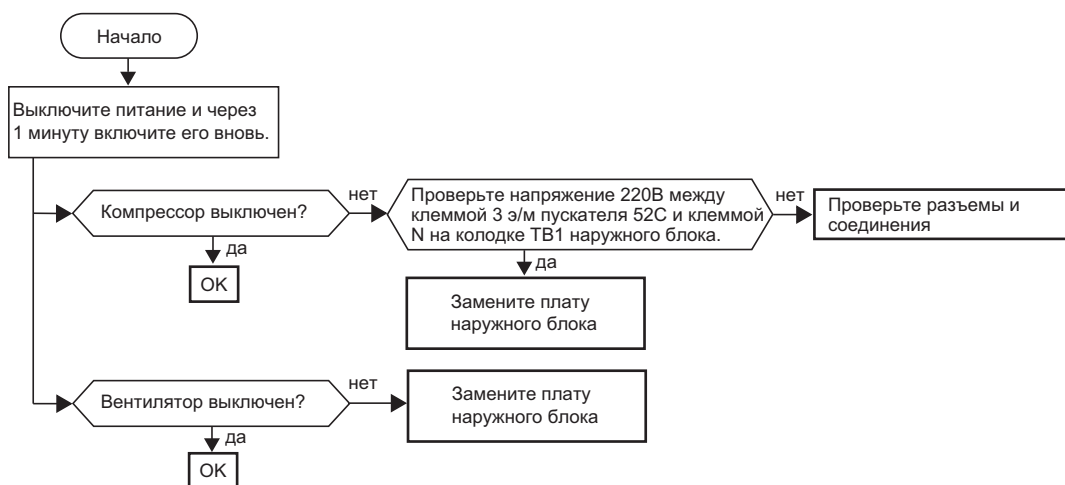 Начало
Выключите питание и через
1 минуту включите его вновь.
Компрессор выключен?
нет
Проверьте напряжение 220В между
клеммой 3 э/м пускателя 52С и клеммой
N на колодке ТВ1 наружного блока.
нет
Проверьте разъемы и
соединения
да
OK
да
Замените плату
наружного блока
Вентилятор выключен?
нет
Замените плату
наружного блока
да
OK